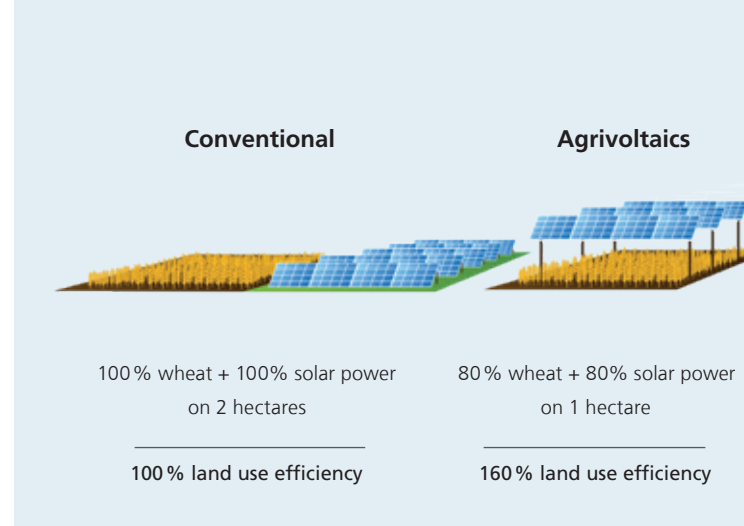 Conventional
100 % wheat + 100% solar power
on 2 hectares
100 % land use efficiency
Agrivoltaics
80 % wheat + 80% solar power
on 1 hectare
160 % land use efficiency